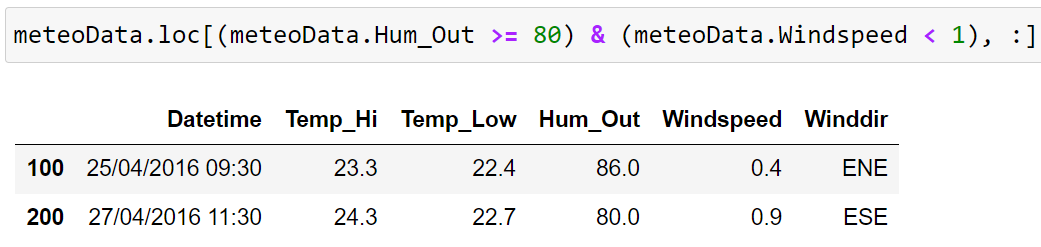 meteoData.loc[(meteoData.Hum_Out >= 80) & (meteoData.Windspeed < 1), :]
Datetime Temp_Hi Temp_Low Hum_Out Windspeed Winddir
100 25/04/2016 09:30 23.3 22.4 86.0 0.4 ENE
200 27/04/2016 11:30 24.3 22.7 80.0 0.9 ESE